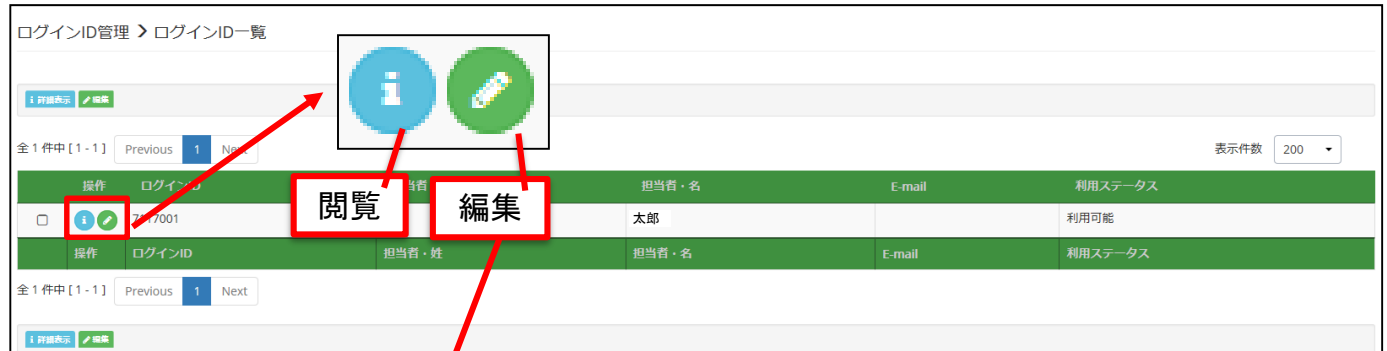 ログインID管理 > ログインID一覧
i 詳細表示 編集
全 1 件中 [ 1 - 1 ] Previous 1 Next
表示件数 200
操作 ログインID 担当者・名 E-mail 利用ステータス
閲覧 編集
7117001 太郎 利用可能
操作 ログインID 担当者・姓 担当者・名 E-mail 利用ステータス
全 1 件中 [ 1 - 1 ] Previous 1 Next
i 詳細表示 編集